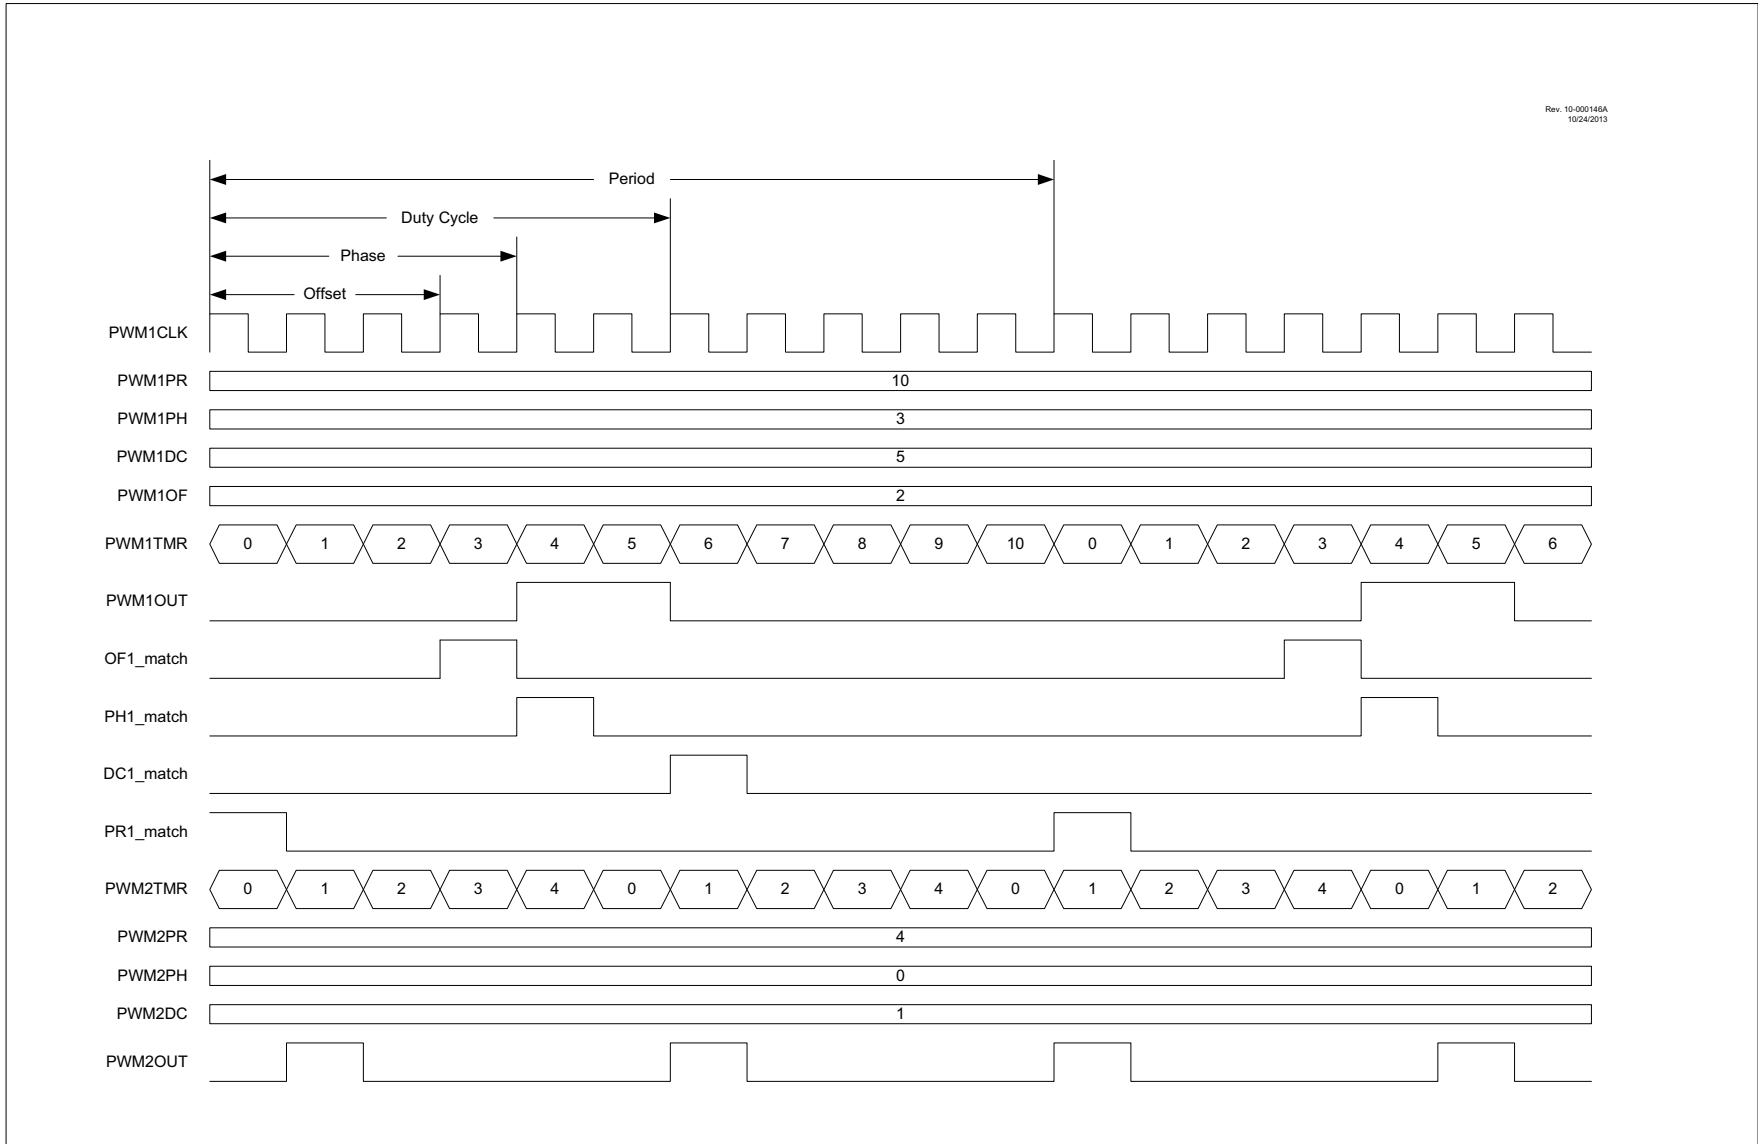 Rev. 10-000146A
10/24/2013
Period
Duty Cycle
Phase
Offset
PWM1CLK
PWM1PR 10
PWM1PH 3
PWM1DC 5
PWM1OF 2
PWM1TMR 0 1 2 3 4 5 6 7 8 9 10 0 1 2 3 4 5 6
PWM1OUT
OF1_match
PH1_match
DC1_match
PR1_match
PWM2TMR 0 1 2 3 4 0 1 2 3 4 0 1 2 3 4 0 1 2
PWM2PR 4
PWM2PH 0
PWM2DC 1
PWM2OUT